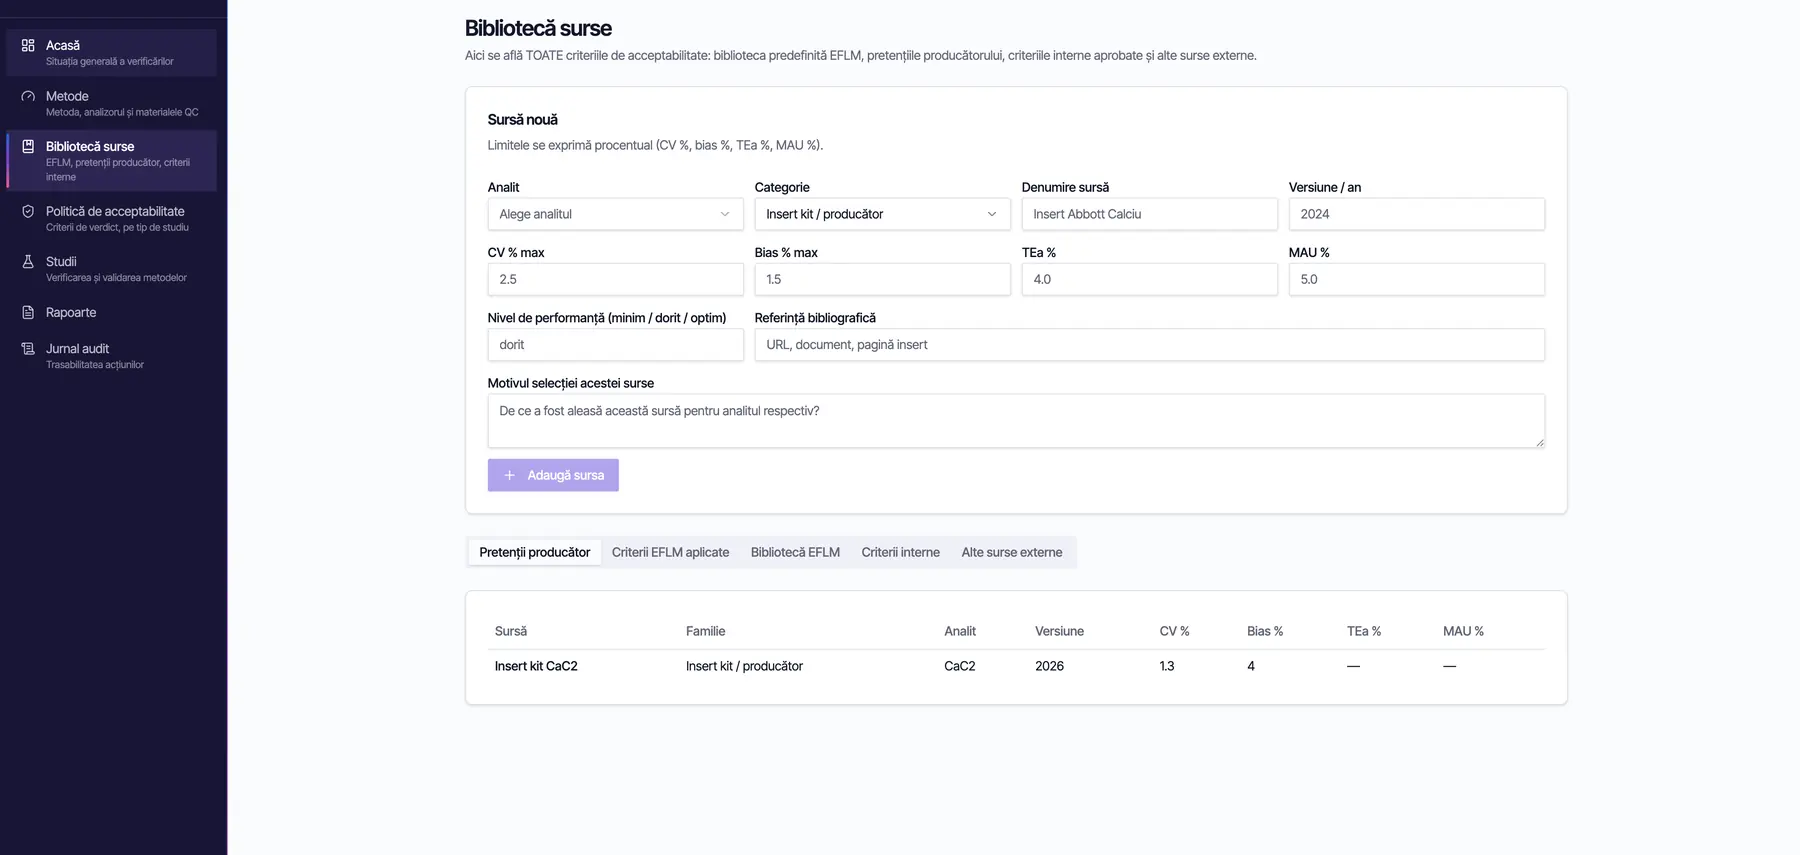 Acasă
Situația generală a verificărilor
Metode
Metoda, analizorul și materialele QC
Bibliotecă surse
EFLM, pretenții producător, criterii
interne
Politică de acceptabilitate
Criterii de verdict, pe tip de studiu
Studii
Verificarea și validarea metodelor
Rapoarte
Jurnal audit
Trasabilitatea acțiunilor
Bibliotecă surse
Aici se află TOATE criteriile de acceptabilitate: biblioteca predefinită EFLM, pretențiile producătorului, criteriile interne aprobate și alte surse externe.
Sursă nouă
Limitele se exprimă procentual (CV %, bias %, TEa %, MAU %).
Analit Categorie Denumire sursă Versiune / an
Alege analitul Insert kit / producător Insert Abbott Calciu 2024
CV % max Bias % max TEa % MAU %
2.5 1.5 4.0 5.0
Nivel de performanță (minim / dorit / optim) Referință bibliografică
dorit URL, document, pagină insert
Motivul selecției acestei surse
De ce a fost aleasă această sursă pentru analitul respectiv?
+ Adaugă sursa
Pretenții producător Criterii EFLM aplicate Bibliotecă EFLM Criterii interne Alte surse externe
Sursă Familie Analit Versiune CV % Bias % TEa % MAU %
Insert kit CaC2 Insert kit / producător CaC2 2026 1.3 4 — —